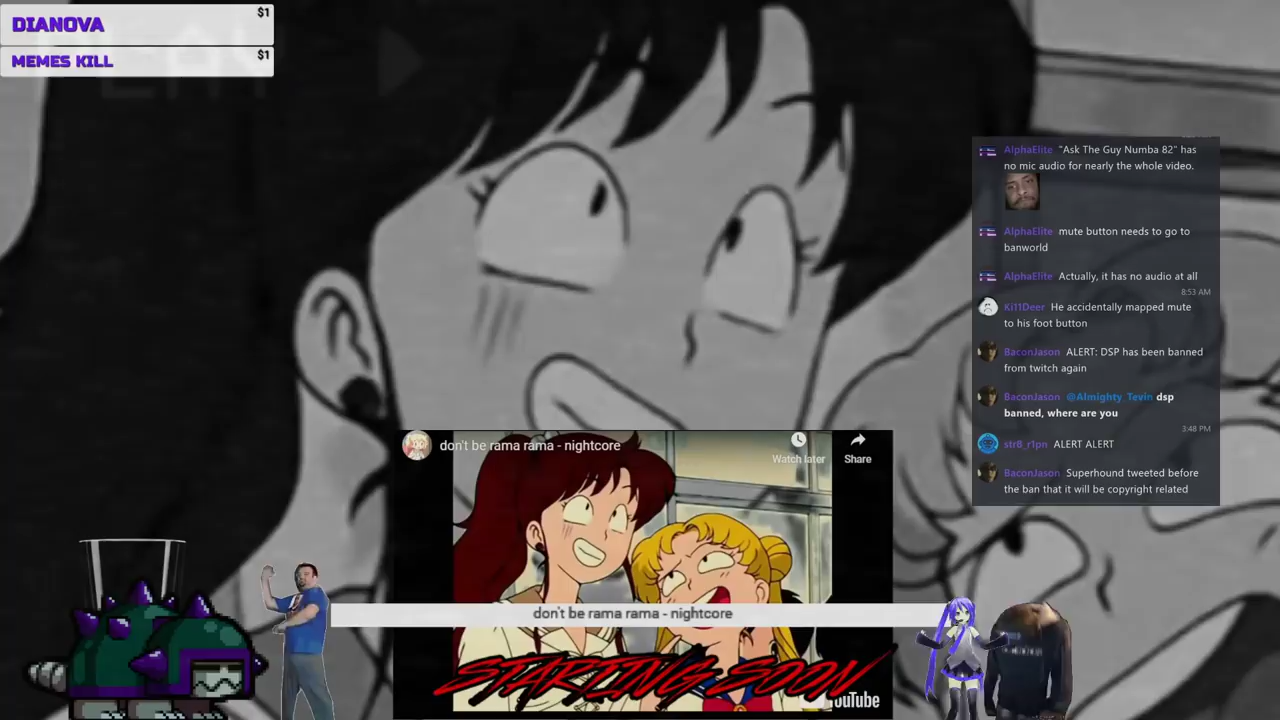 DIANOVA
$1
MEMES KILL
$1
AlphaElite "Ask The Guy Numba 82" has
no mic audio for nearly the whole video.
AlphaElite mute button needs to go to
banworld
AlphaElite Actually, it has no audio at all
8:53 AM
Ki11Deer He accidentally mapped mute
to his foot button
BaconJason ALERT: DSP has been banned
from twitch again
BaconJason @Almighty_Tevin dsp
banned, where are you
3:48 PM
str8_r1pn ALERT ALERT
BaconJason Superhound tweeted before
the ban that it will be copyright related
don't be rama rama - nightcore
Watch later
Share
don't be rama rama - nightcore
STARTING SOON
YouTube